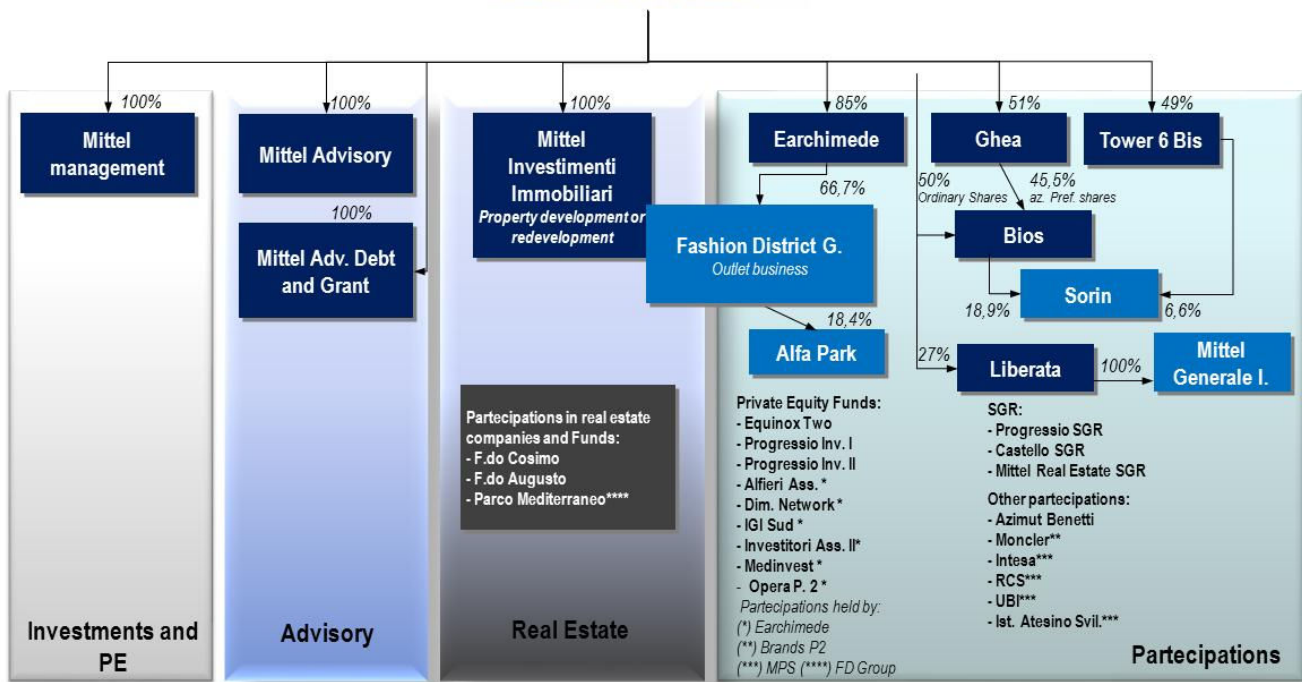 100%
Mittel
management
Investments and
PE
100%
Mittel Advisory
100%
Mittel Adv. Debt
and Grant
Advisory
100%
Mittel
Investimenti
Immobiliari
Property development or
redevelopment
Partecipations in real estate
companies and Funds:
- F.do Cosimo
- F.do Augusto
- Parco Mediterraneo****
Real Estate
85%
Earchimede
66,7%
Fashion District G.
Outlet business
18,4%
Alfa Park
Private Equity Funds:
- Equinox Two
- Progressio Inv. I
- Progressio Inv. II
- Alfieri Ass. *
- Dim. Network *
- IGI Sud *
- Investitori Ass. II*
- Medinvest *
- Opera P. 2 *
Partecipations held by:
(*) Earchimede
(**) Brands P2
(***) MPS (****) FD Group
51%
Ghea
49%
Tower 6 Bis
50%
Ordinary Shares
45,5%
az. Pref. shares
Bios
Sorin
18,9%
6,6%
27%
Liberata
100%
Mittel
Generale I.
SGR:
- Progressio SGR
- Castello SGR
- Mittel Real Estate SGR
Other partecipations:
- Azimut Benetti
- Moncler**
- Intesa***
- RCS***
- UBI***
- Ist. Atesino Svil.***
Partecipations